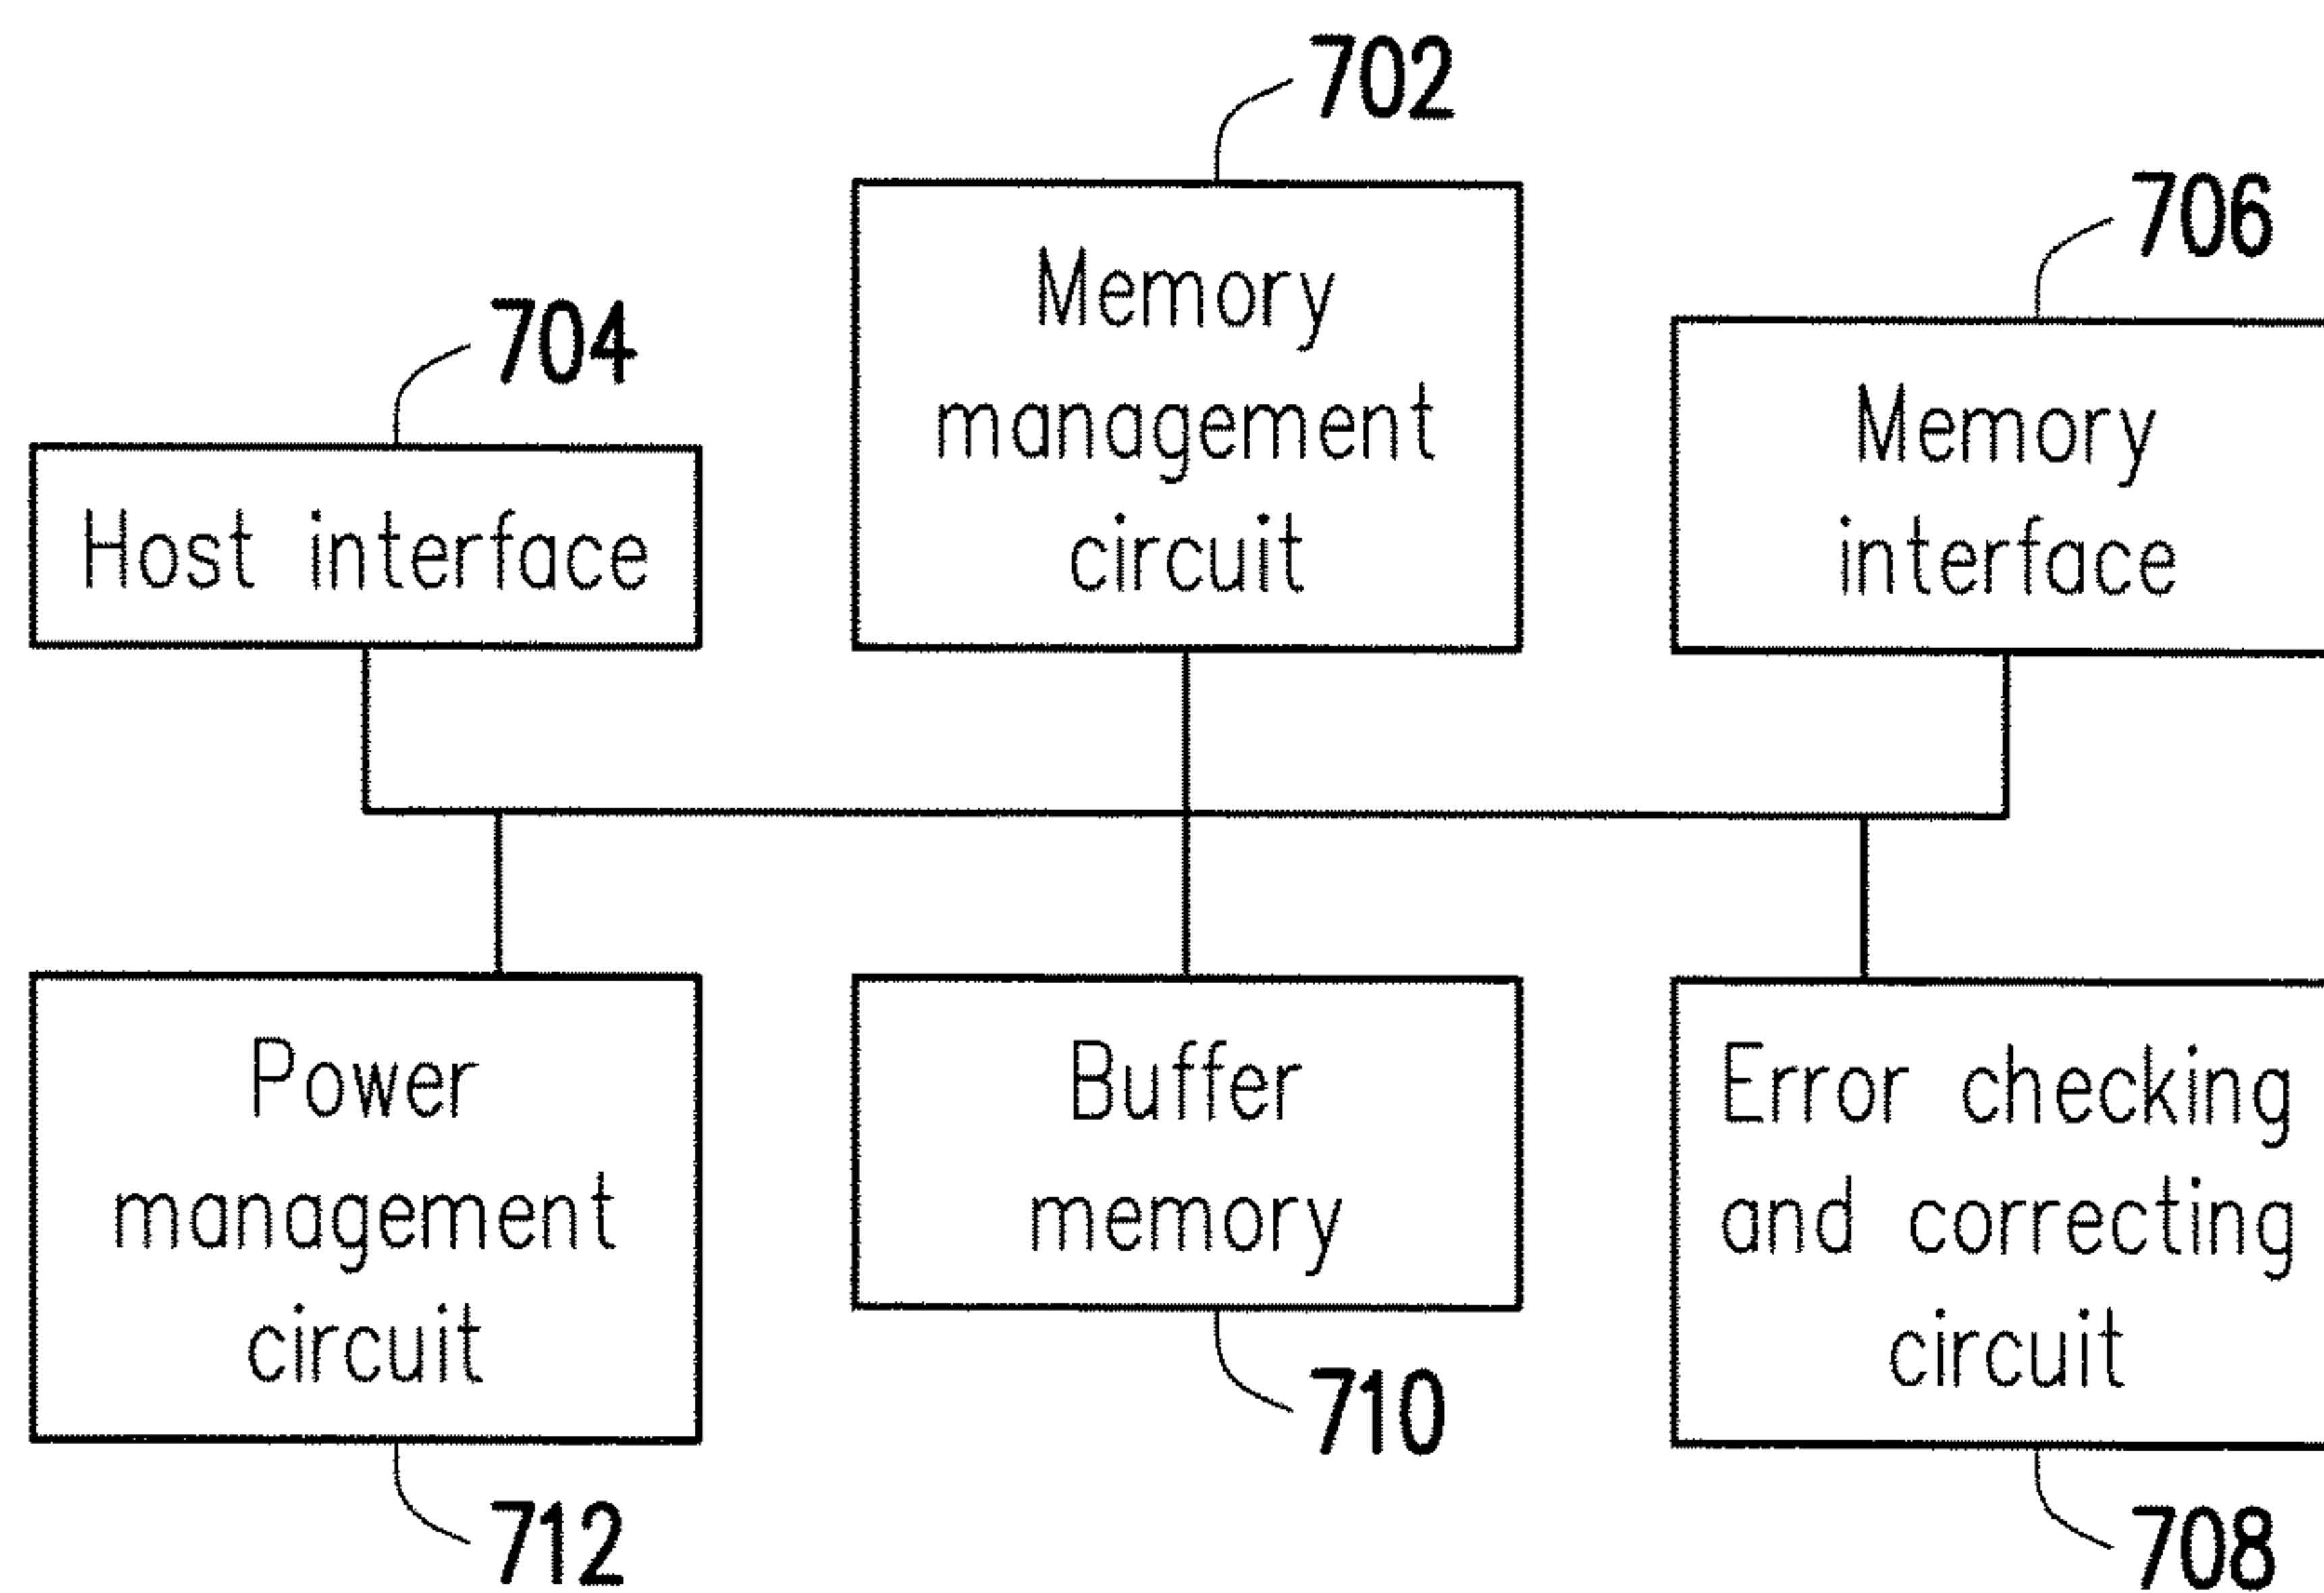 702
Memory
management
circuit
704
Host interface
706
Memory
interface
Power
management
circuit
712
Buffer
memory
710
Error checking
and correcting
circuit
708